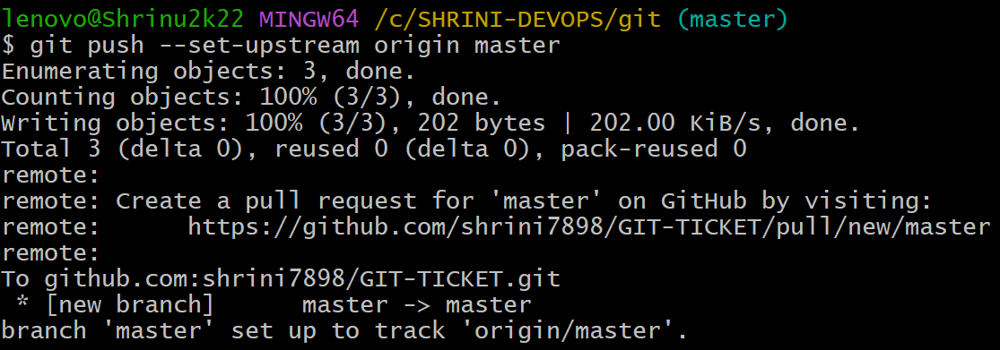 lenovo@Shrinu2k22 MINGW64 /c/SHRINI-DEVOPS/git (master)
$ git push --set-upstream origin master
Enumerating objects: 3, done.
Counting objects: 100% (3/3), done.
Writing objects: 100% (3/3), 202 bytes | 202.00 KiB/s, done.
Total 3 (delta 0), reused 0 (delta 0), pack-reused 0
remote:
remote: Create a pull request for 'master' on GitHub by visiting:
remote:      https://github.com/shrini7898/GIT-TICKET/pull/new/master
remote:
To github.com:shrini7898/GIT-TICKET.git
 * [new branch]      master -> master
branch 'master' set up to track 'origin/master'.